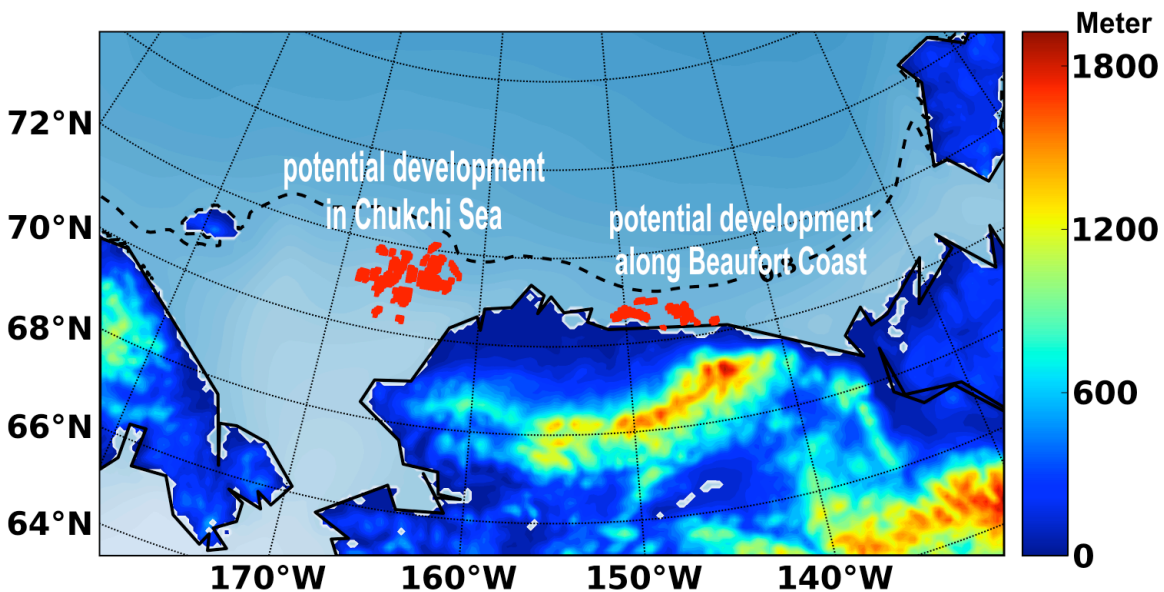 Meter
1800
1200
600
0
72°N
70°N
68°N
66°N
64°N
potential development
in Chukchi Sea
potential development
along Beaufort Coast
170°W
160°W
150°W
140°W